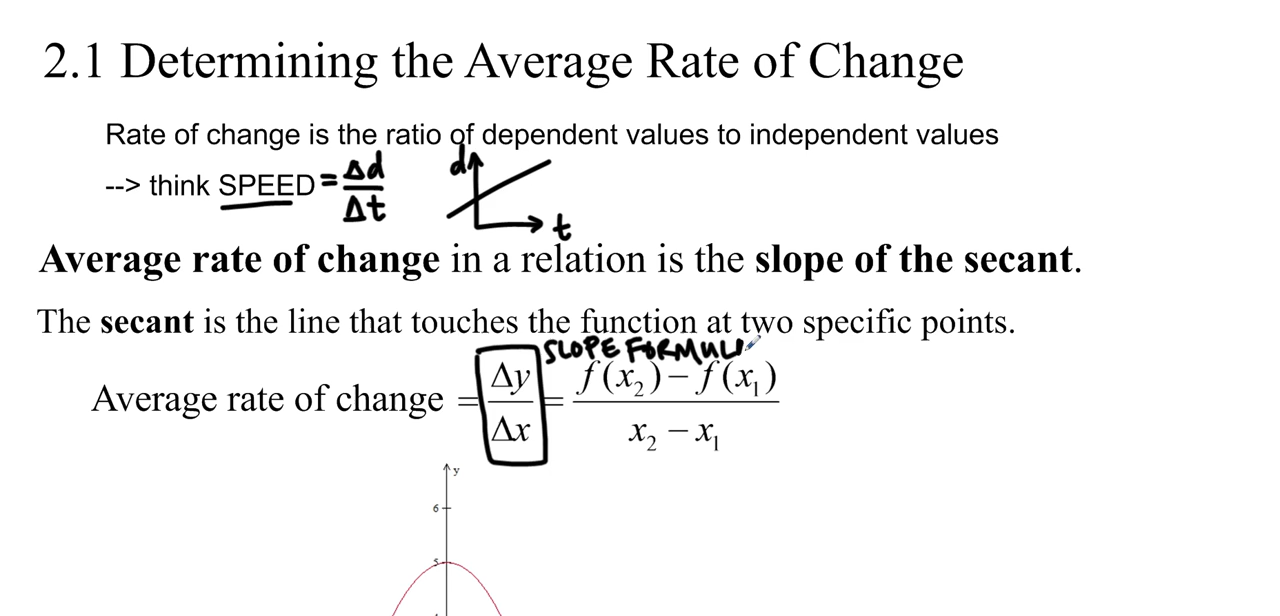 2.1 Determining the Average Rate of Change
Rate of change is the ratio of dependent values to independent values
--> think SPEED = Δd/Δt
d
t
Average rate of change in a relation is the slope of the secant.
The secant is the line that touches the function at two specific points.
SLOPE FORMUL
Average rate of change = Δy/Δx = f(x₂) − f(x₁)/x₂ − x₁
y
6
5